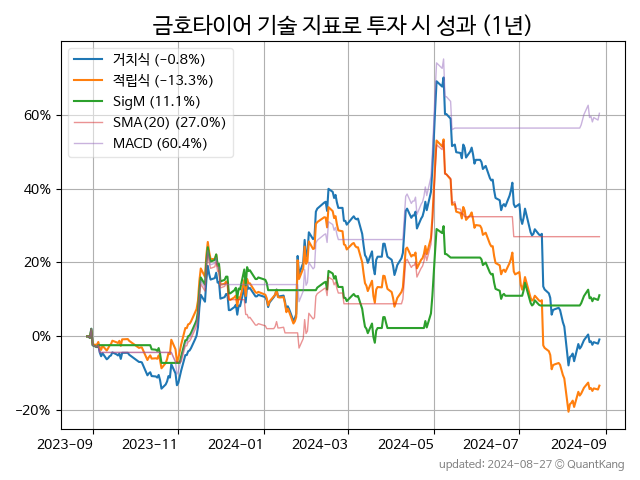 금호타이어 기술 지표로 투자 시 성과 (1년)
거치식 (−0.8%)
적립식 (−13.3%)
SigM (11.1%)
SMA(20) (27.0%)
MACD (60.4%)
60%
40%
20%
0%
−20%
2023-09 2023-11 2024-01 2024-03 2024-05 2024-07 2024-09
updated: 2024-08-27 © QuantKang